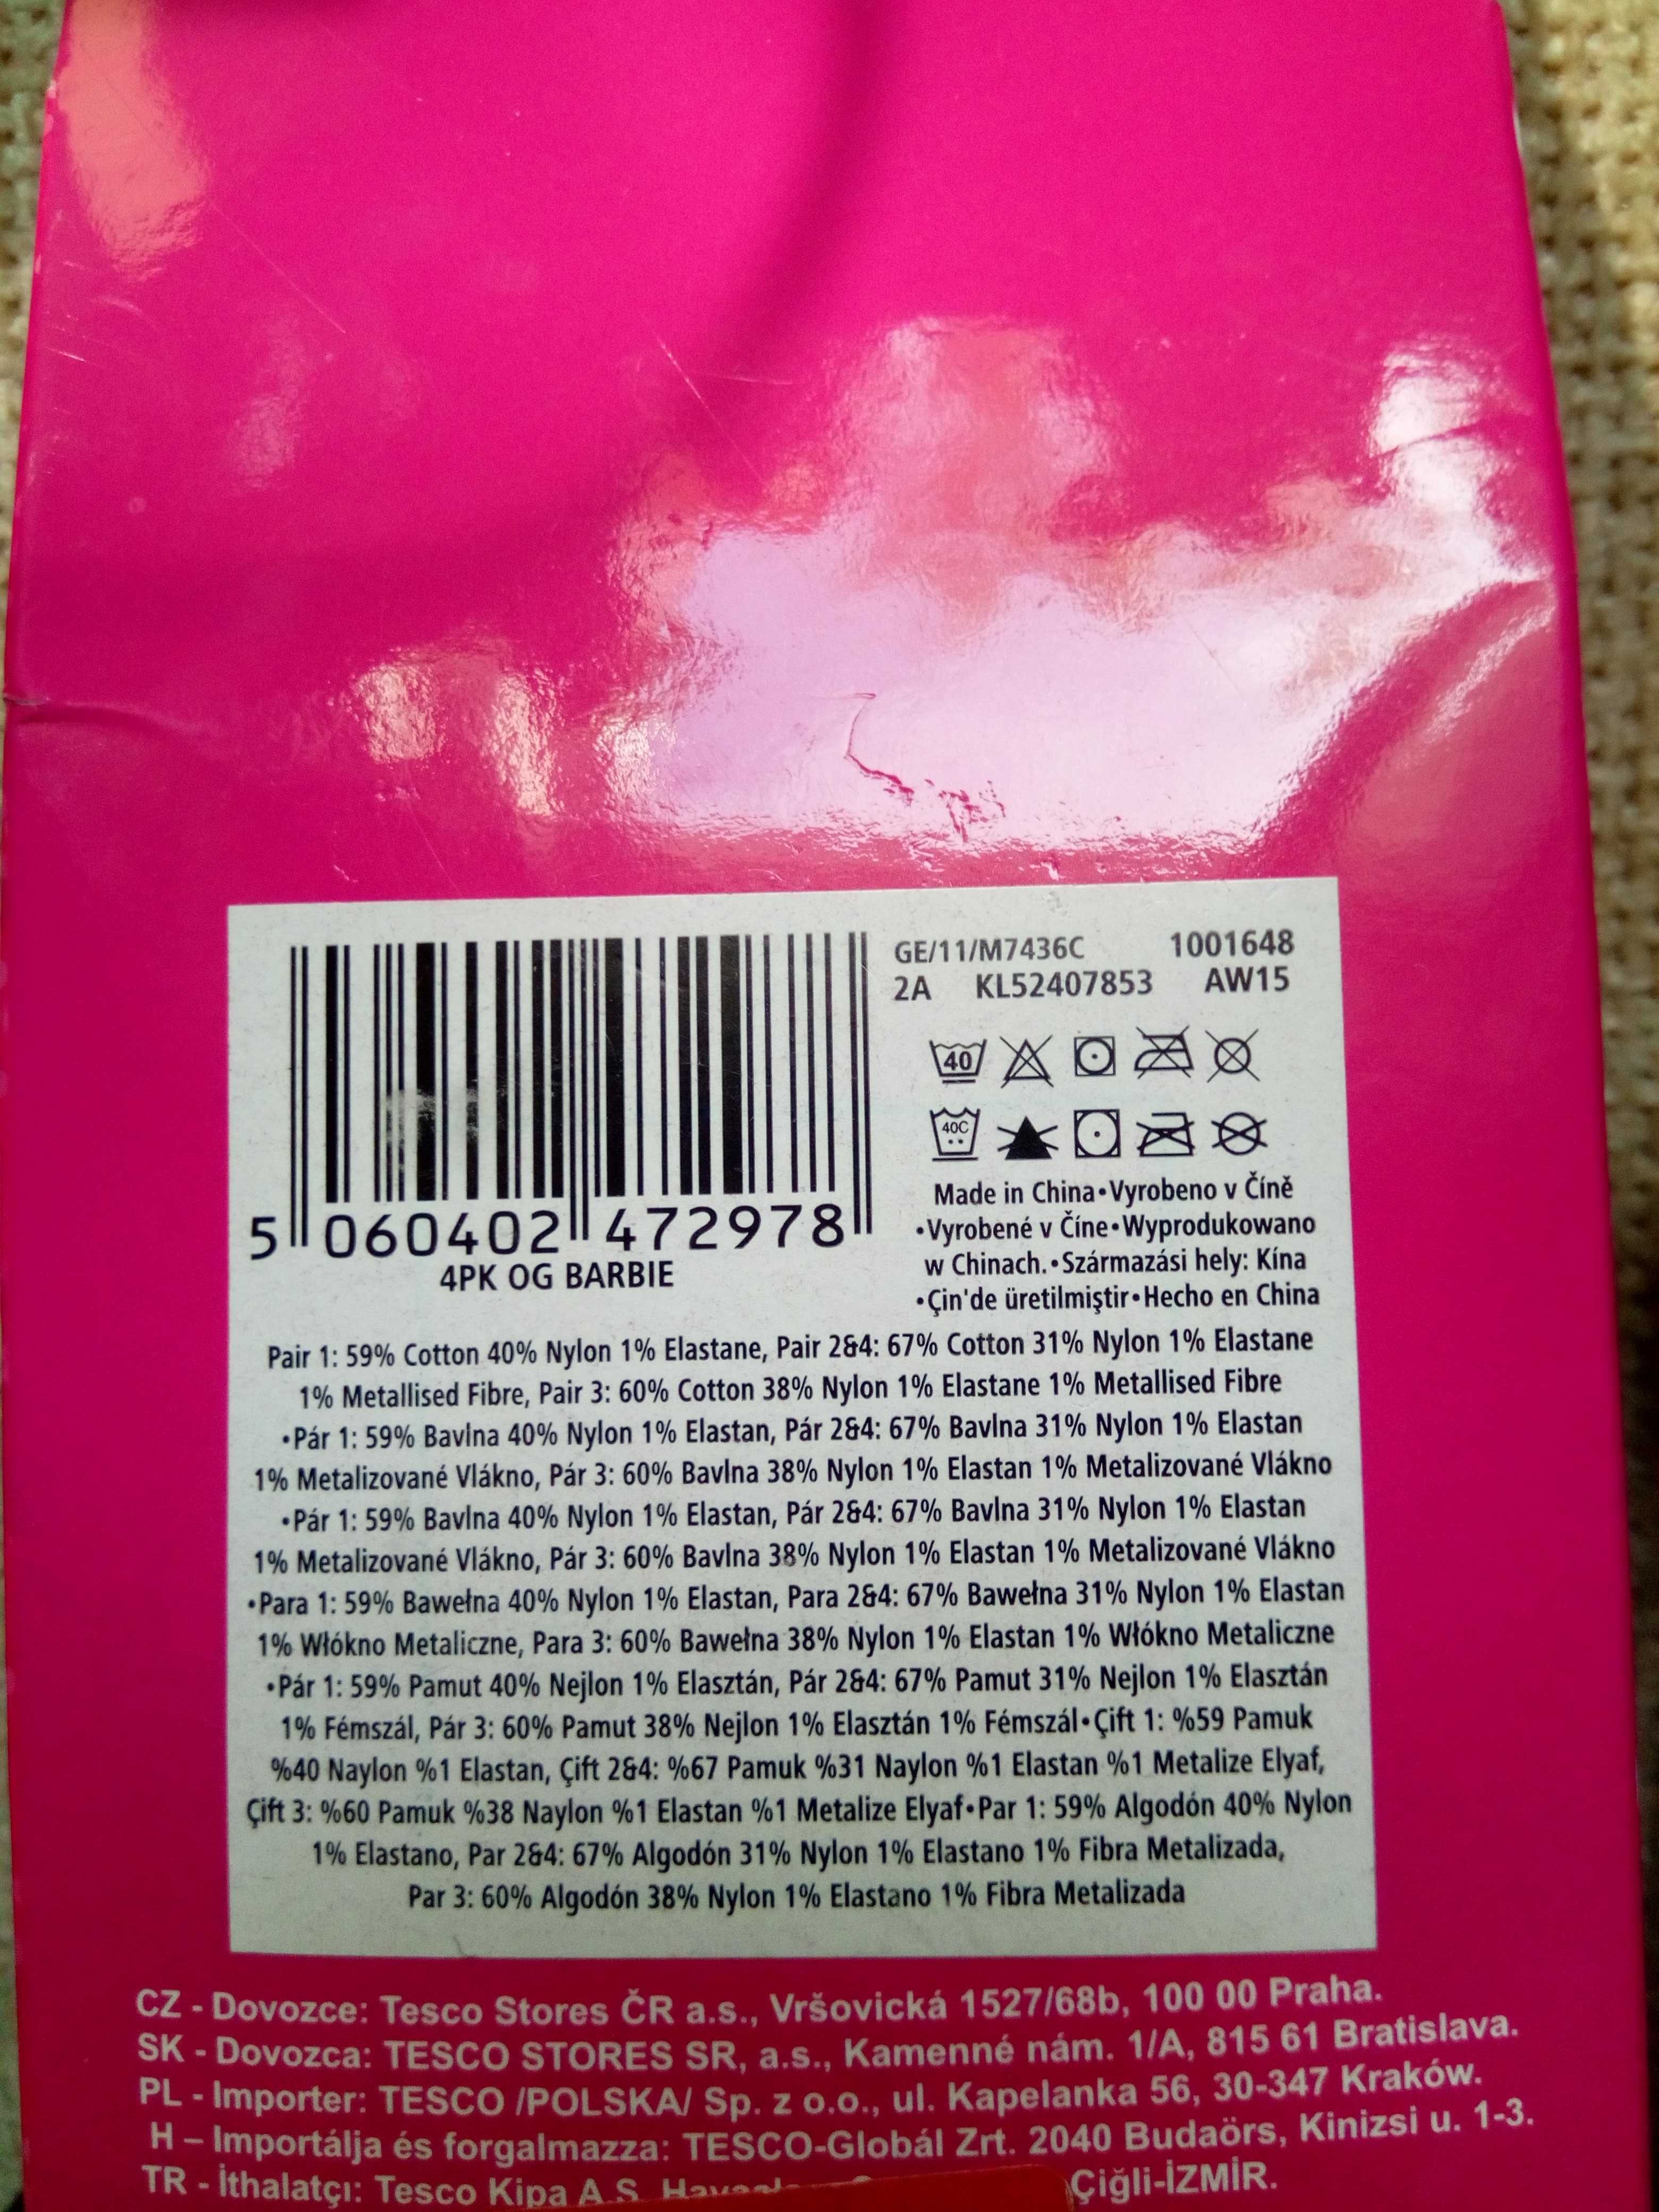 GE/11/M7436C 1001648
2A KL52407853 AW15
40
40C
5 060402 472978
4PK OG BARBIE
Made in China•Vyrobeno v Číně
•Vyrobené v Číne•Wyprodukowano
w Chinach.•Származási hely: Kína
•Çin'de üretilmiştir•Hecho en China
Pair 1: 59% Cotton 40% Nylon 1% Elastane, Pair 2&4: 67% Cotton 31% Nylon 1% Elastane
1% Metallised Fibre, Pair 3: 60% Cotton 38% Nylon 1% Elastane 1% Metallised Fibre
•Pár 1: 59% Bavlna 40% Nylon 1% Elastan, Pár 2&4: 67% Bavlna 31% Nylon 1% Elastan
1% Metalizované Vlákno, Pár 3: 60% Bavlna 38% Nylon 1% Elastan 1% Metalizované Vlákno
•Pár 1: 59% Bavlna 40% Nylon 1% Elastan, Pár 2&4: 67% Bavlna 31% Nylon 1% Elastan
1% Metalizované Vlákno, Pár 3: 60% Bavlna 38% Nylon 1% Elastan 1% Metalizované Vlákno
•Para 1: 59% Bawełna 40% Nylon 1% Elastan, Para 2&4: 67% Bawełna 31% Nylon 1% Elastan
1% Włókno Metaliczne, Para 3: 60% Bawełna 38% Nylon 1% Elastan 1% Włókno Metaliczne
•Pár 1: 59% Pamut 40% Nejlon 1% Elasztán, Pár 2&4: 67% Pamut 31% Nejlon 1% Elasztán
1% Fémszál, Pár 3: 60% Pamut 38% Nejlon 1% Elasztán 1% Fémszál•Çift 1: %59 Pamuk
%40 Naylon %1 Elastan, Çift 2&4: %67 Pamuk %31 Naylon %1 Elastan %1 Metalize Elyaf,
Çift 3: %60 Pamuk %38 Naylon %1 Elastan %1 Metalize Elyaf•Par 1: 59% Algodón 40% Nylon
1% Elastano, Par 2&4: 67% Algodón 31% Nylon 1% Elastano 1% Fibra Metalizada,
Par 3: 60% Algodón 38% Nylon 1% Elastano 1% Fibra Metalizada
CZ - Dovozce: Tesco Stores ČR a.s., Vršovická 1527/68b, 100 00 Praha.
SK - Dovozca: TESCO STORES SR, a.s., Kamenné nám. 1/A, 815 61 Bratislava.
PL - Importer: TESCO /POLSKA/ Sp. z o.o., ul. Kapelanka 56, 30-347 Kraków.
H – Importálja és forgalmazza: TESCO-Globál Zrt. 2040 Budaörs, Kinizsi u. 1-3.
TR - İthalatçı: Tesco Kipa A.S. Çiğli-İZMİR.